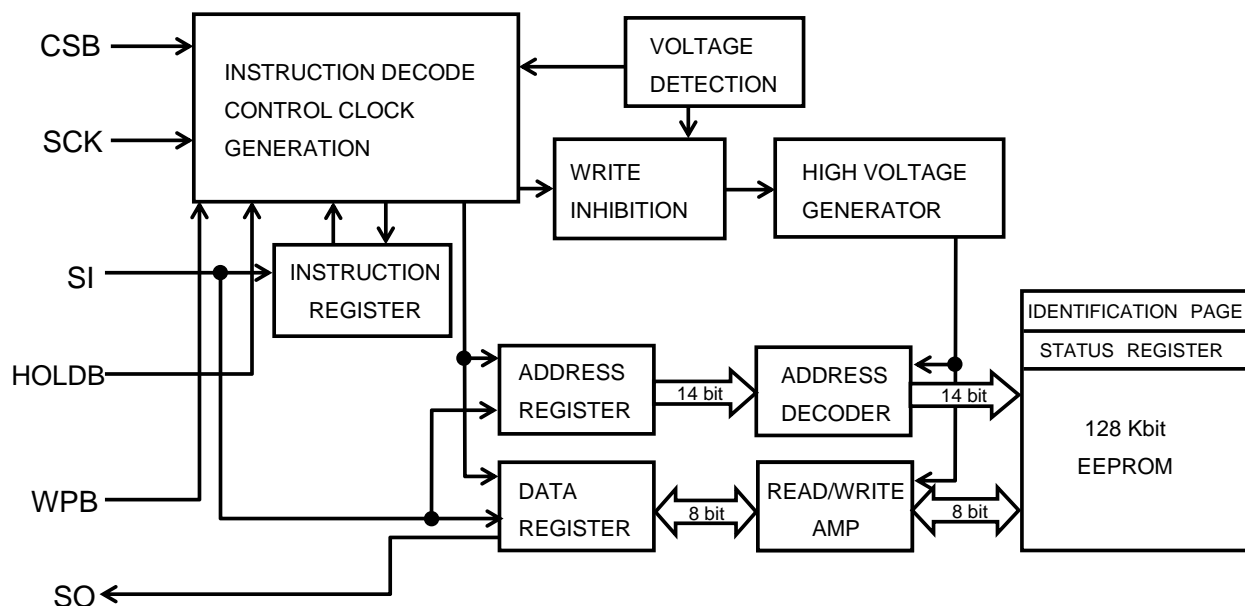 CSB
SCK
SI
HOLDB
WPB
SO
INSTRUCTION DECODE
CONTROL CLOCK
GENERATION
VOLTAGE
DETECTION
WRITE
INHIBITION
HIGH VOLTAGE
GENERATOR
INSTRUCTION
REGISTER
ADDRESS
REGISTER
14 bit
ADDRESS
DECODER
14 bit
DATA
REGISTER
8 bit
READ/WRITE
AMP
8 bit
IDENTIFICATION PAGE
STATUS REGISTER
128 Kbit
EEPROM